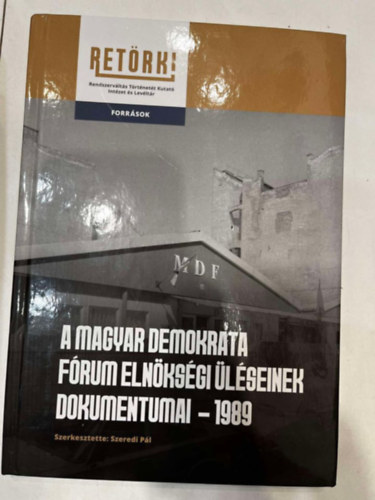 RETÖRKI
Rendszerváltás Történetét Kutató
Intézet és Levéltár
FORRÁSOK
MDF
A MAGYAR DEMOKRATA
FÓRUM ELNÖKSÉGI ÜLÉSEINEK
DOKUMENTUMAI – 1989
Szerkesztette: Szeredi Pál